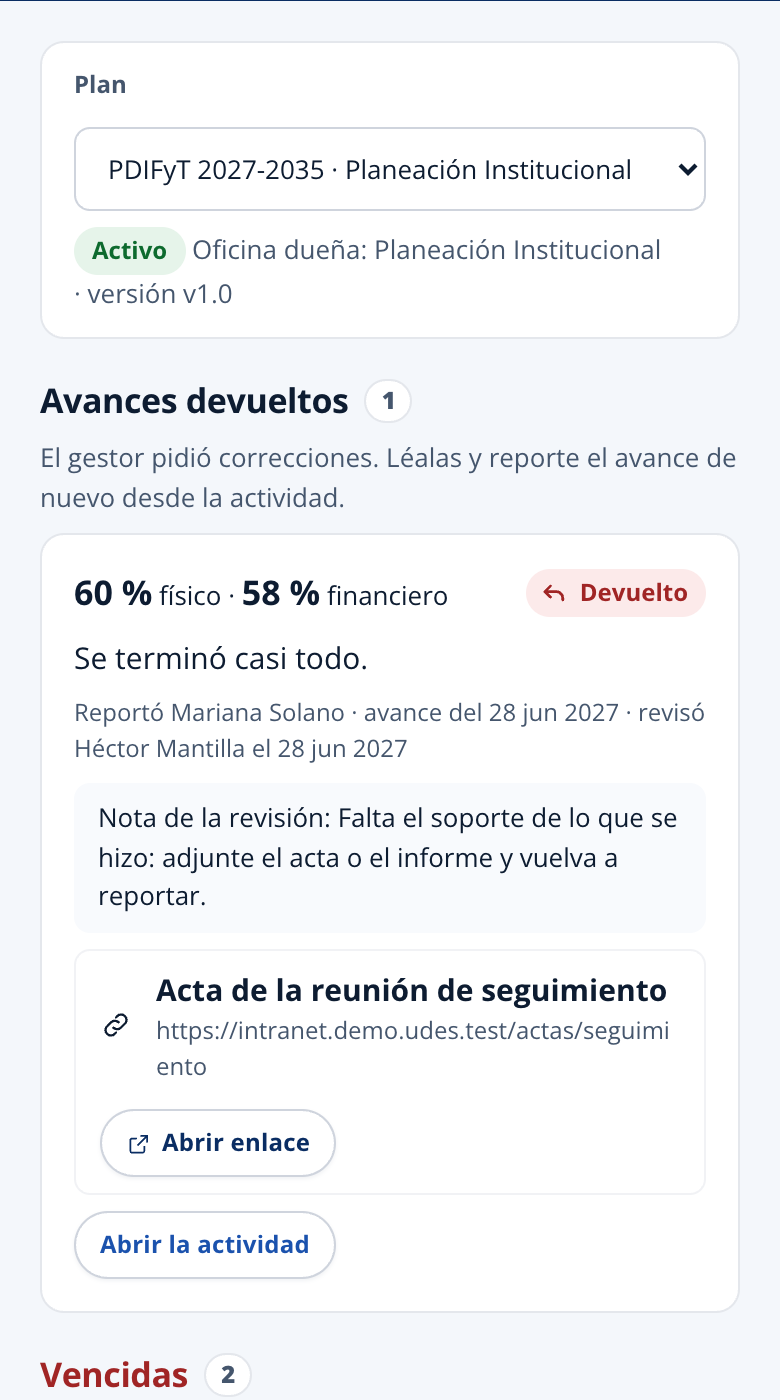 Plan
PDIFyT 2027-2035 · Planeación Institucional
Activo Oficina dueña: Planeación Institucional
· versión v1.0
Avances devueltos 1
El gestor pidió correcciones. Léalas y reporte el avance de
nuevo desde la actividad.
60 % físico · 58 % financiero Devuelto
Se terminó casi todo.
Reportó Mariana Solano · avance del 28 jun 2027 · revisó
Héctor Mantilla el 28 jun 2027
Nota de la revisión: Falta el soporte de lo que se
hizo: adjunte el acta o el informe y vuelva a
reportar.
Acta de la reunión de seguimiento
https://intranet.demo.udes.test/actas/seguimi
ento
Abrir enlace
Abrir la actividad
Vencidas 2